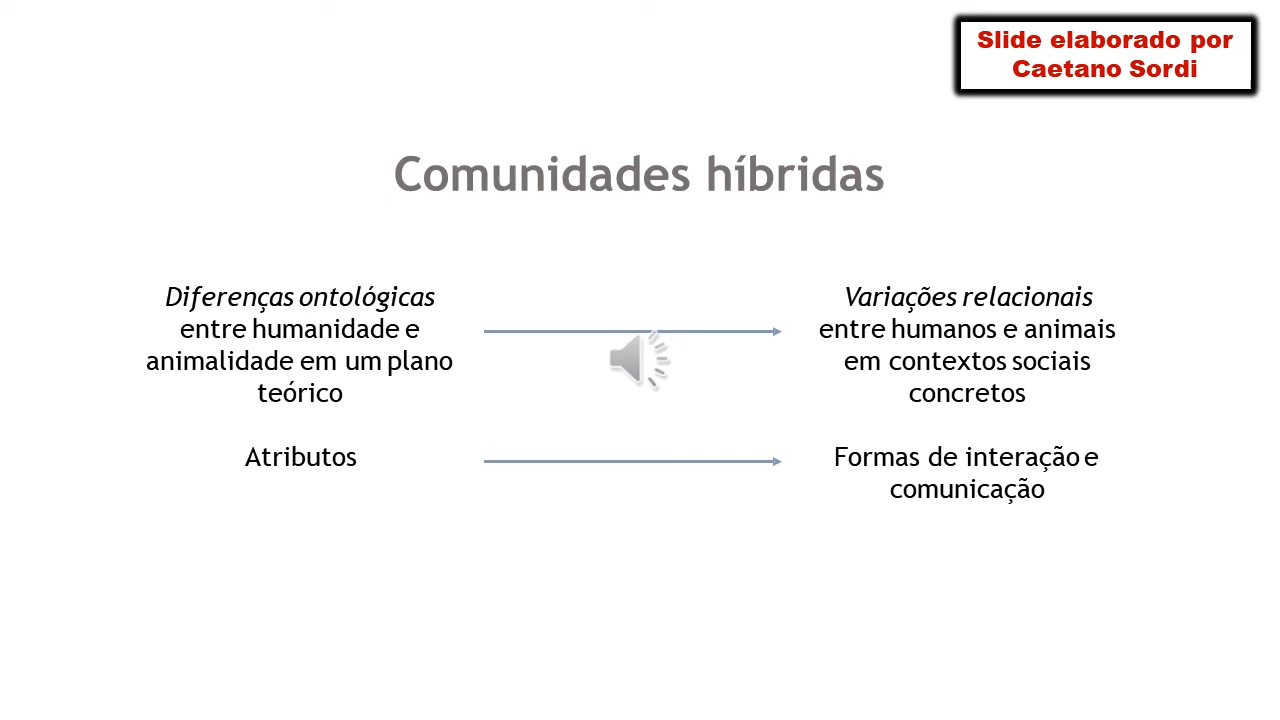 Slide elaborado por
Caetano Sordi
Comunidades híbridas
Diferenças ontológicas
entre humanidade e
animalidade em um plano
teórico
Variações relacionais
entre humanos e animais
em contextos sociais
concretos
Atributos
Formas de interação e
comunicação